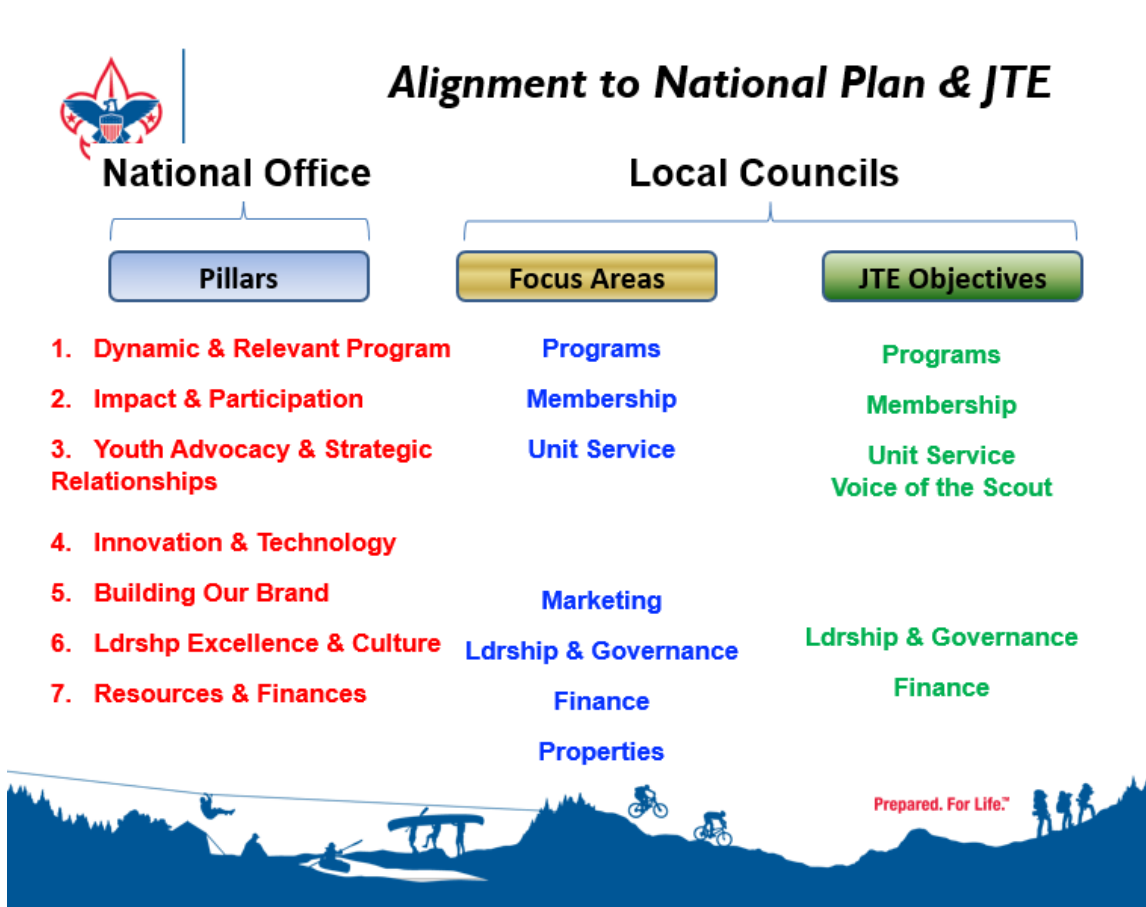 Alignment to National Plan & JTE
National Office
Local Councils
Pillars
Focus Areas
JTE Objectives
1. Dynamic & Relevant Program
2. Impact & Participation
3. Youth Advocacy & Strategic
Relationships
4. Innovation & Technology
5. Building Our Brand
6. Ldrshp Excellence & Culture
7. Resources & Finances
Programs
Membership
Unit Service
Marketing
Ldrship & Governance
Finance
Properties
Programs
Membership
Unit Service
Voice of the Scout
Ldrship & Governance
Finance
Prepared. For Life.™